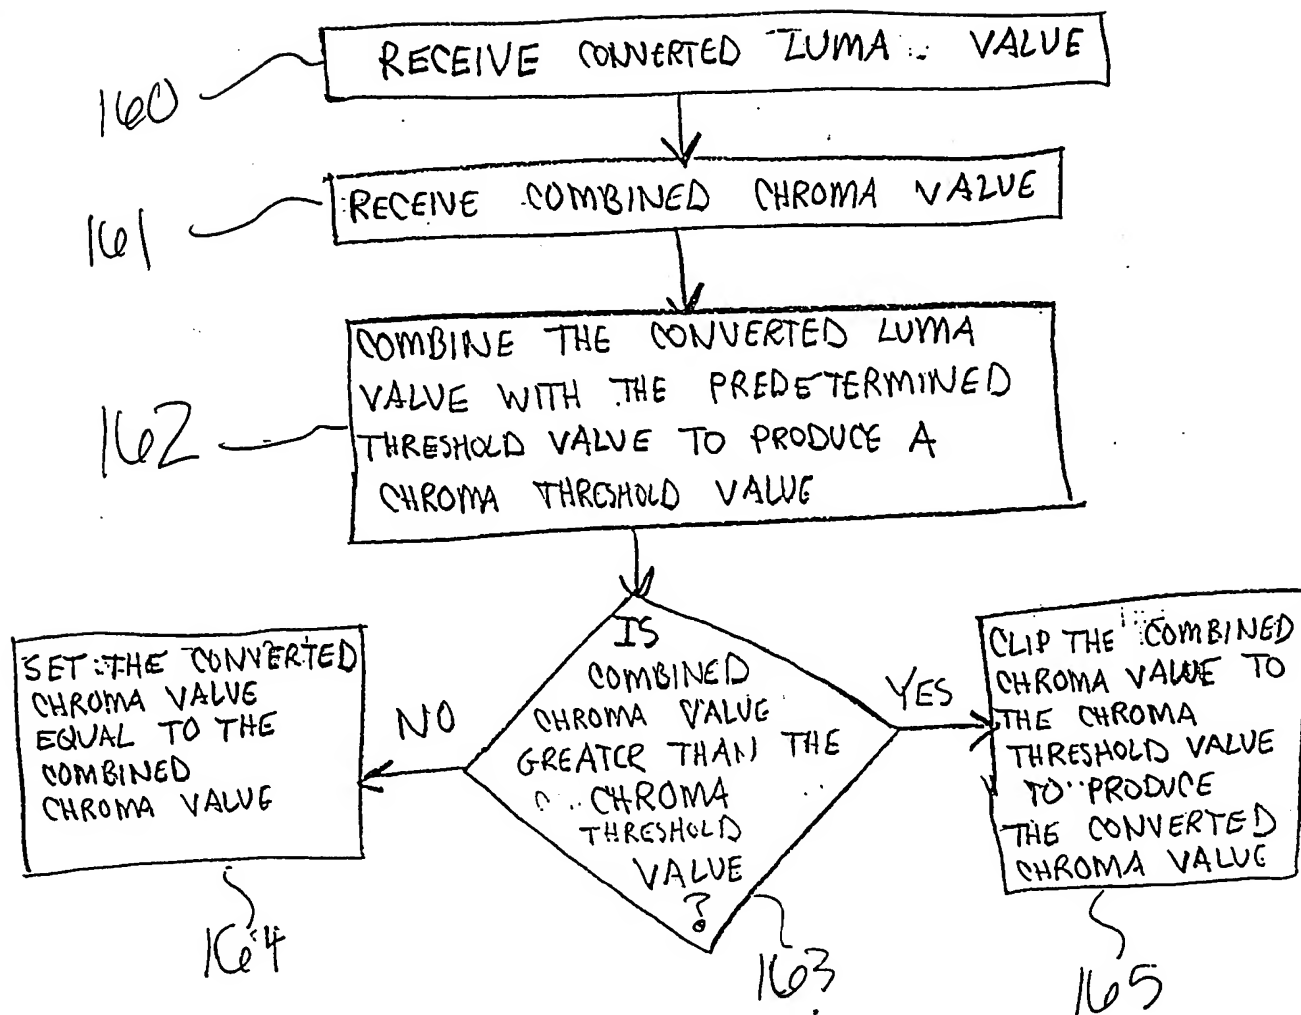 RECEIVE CONVERTED LUMA VALUE
160
RECEIVE COMBINED CHROMA VALUE
161
COMBINE THE CONVERTED LUMA
VALUE WITH THE PREDETERMINED
THRESHOLD VALUE TO PRODUCE A
CHROMA THRESHOLD VALUE
162
SET THE CONVERTED
CHROMA VALUE
EQUAL TO THE
COMBINED
CHROMA VALUE
164
NO
IS
COMBINED
CHROMA VALUE
GREATER THAN THE
CHROMA
THRESHOLD
VALUE
?
163
YES
CLIP THE COMBINED
CHROMA VALUE TO
THE CHROMA
THRESHOLD VALUE
TO PRODUCE
THE CONVERTED
CHROMA VALUE
165